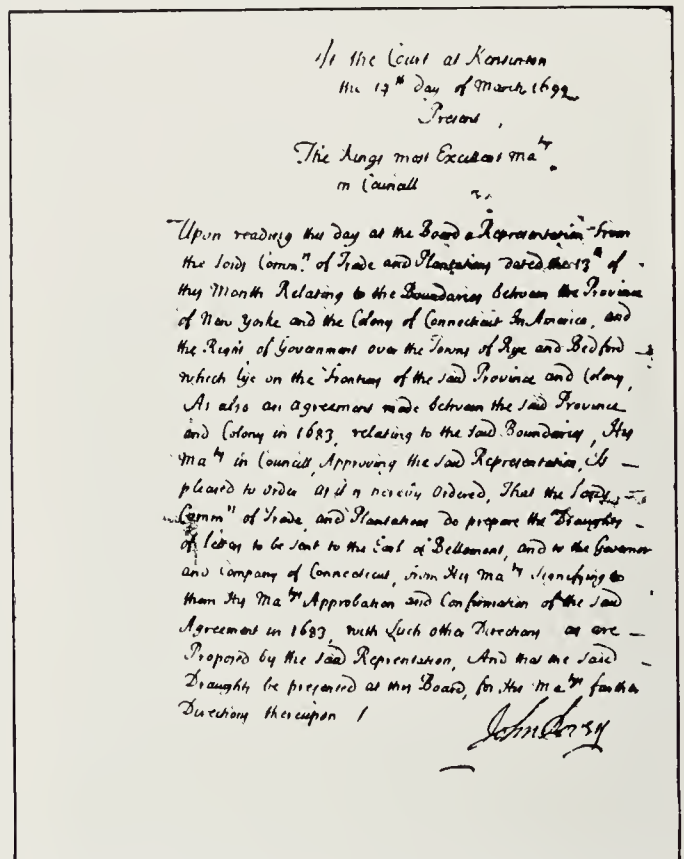 At the Court at Kensinton
the 17th day of March 1699
Present
The Kings most Excellent Maty
in Councill
Upon reading this day at the Board a Representation from
the Lords Commrs of Trade and Plantations dated the 13th of
this Month Relating to the Boundaries between the Province
of New Yorke and the Colony of Connecticut In America, and
the Right of Government over the Towns of Rye and Bedford
which lye on the Frontiers of the said Province and Colony,
As also an agreement made between the said Province
and Colony in 1683, relating to the said Boundaries, His
Maty in Councill, Approving the said Representation, Is
pleased to order as it is hereby ordered, That the Lords
Commrs of Trade, and Plantations do prepare the Draughts
of Letters to be sent to the Earl of Bellomont, and to the Governor
and Company of Connecticut, from His Maty Signifying to
them His Matys Approbation and Confirmation of the said
Agreement in 1683, with such other Directions as are
Proposed by the said Reprentation, And that the said
Draughts be presented at this Board, for His Matys farther
Directions thereupon /
John Povey